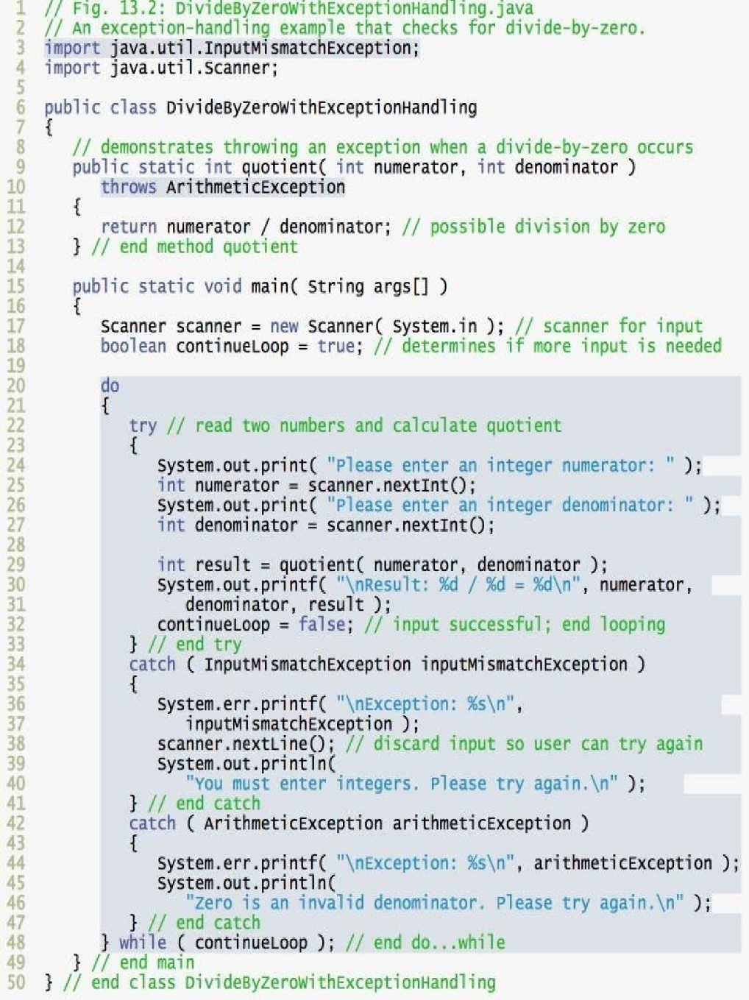 1 // Fig. 13.2: DivideByZeroWithExceptionHandling.java
2 // An exception-handling example that checks for divide-by-zero.
3 import java.util.InputMismatchException;
4 import java.util.Scanner;
5
6 public class DivideByZeroWithExceptionHandling
7 {
8 // demonstrates throwing an exception when a divide-by-zero occurs
9 public static int quotient( int numerator, int denominator )
10 throws ArithmeticException
11 {
12 return numerator / denominator; // possible division by zero
13 } // end method quotient
14
15 public static void main( String args[] )
16 {
17 Scanner scanner = new Scanner( System.in ); // scanner for input
18 boolean continueLoop = true; // determines if more input is needed
19
20 do
21 {
22 try // read two numbers and calculate quotient
23 {
24 System.out.print( "Please enter an integer numerator: " );
25 int numerator = scanner.nextInt();
26 System.out.print( "Please enter an integer denominator: " );
27 int denominator = scanner.nextInt();
28
29 int result = quotient( numerator, denominator );
30 System.out.printf( "\nResult: %d / %d = %d\n", numerator,
31 denominator, result );
32 continueLoop = false; // input successful; end looping
33 } // end try
34 catch ( InputMismatchException inputMismatchException )
35 {
36 System.err.printf( "\nException: %s\n",
37 inputMismatchException );
38 scanner.nextLine(); // discard input so user can try again
39 System.out.println(
40 "You must enter integers. Please try again.\n" );
41 } // end catch
42 catch ( ArithmeticException arithmeticException )
43 {
44 System.err.printf( "\nException: %s\n", arithmeticException );
45 System.out.println(
46 "Zero is an invalid denominator. Please try again.\n" );
47 } // end catch
48 } while ( continueLoop ); // end do...while
49 } // end main
50 } // end class DivideByZeroWithExceptionHandling